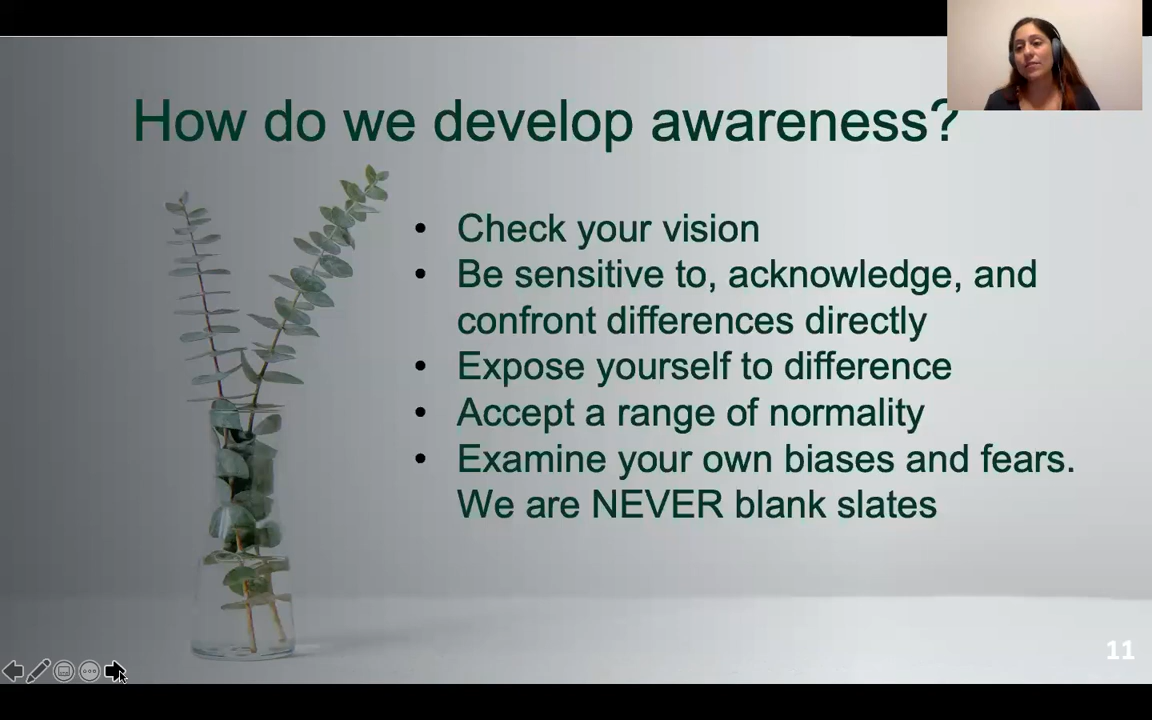 How do we develop awareness?
• Check your vision
• Be sensitive to, acknowledge, and
confront differences directly
• Expose yourself to difference
• Accept a range of normality
• Examine your own biases and fears.
We are NEVER blank slates
11